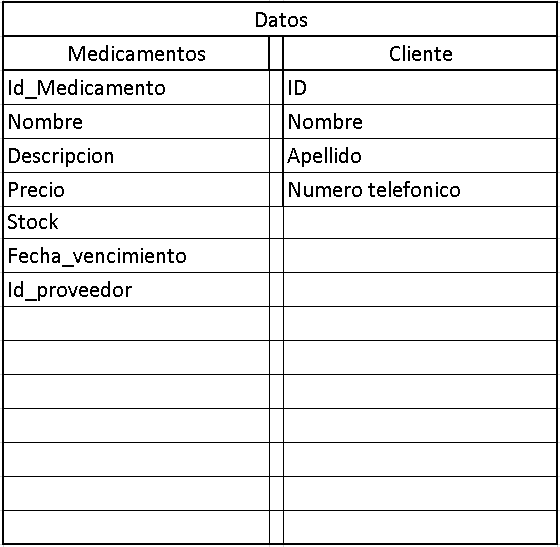 Datos
Medicamentos Cliente
Id_Medicamento ID
Nombre Nombre
Descripcion Apellido
Precio Numero telefonico
Stock
Fecha_vencimiento
Id_proveedor